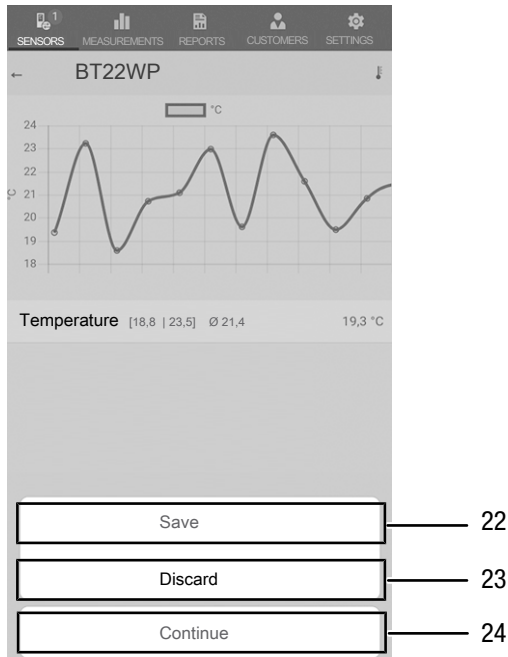 1
SENSORS MEASUREMENTS REPORTS CUSTOMERS SETTINGS
← BT22WP
°C
24
23
22
21
20
19
18
°C
Temperature [18,8 | 23,5] Ø 21,4 19,3 °C
Save 22
Discard 23
Continue 24